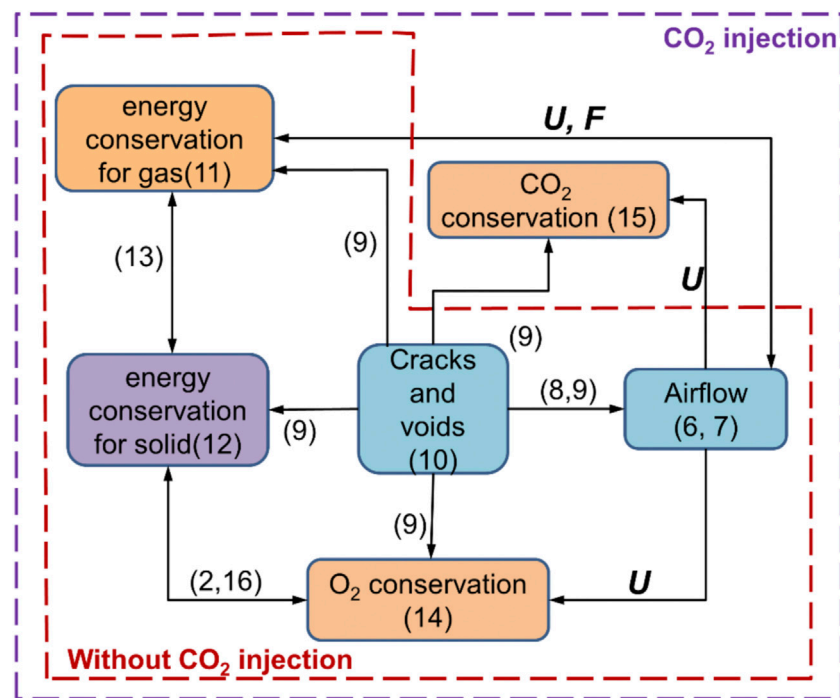 CO₂ injection
energy
conservation
for gas(11)
U, F
CO₂
conservation (15)
(13)
(9)
U
energy
conservation
for solid(12)
(9)
Cracks
and
voids
(10)
(9)
(8,9)
Airflow
(6, 7)
(9)
(2,16)
O₂ conservation
(14)
U
Without CO₂ injection